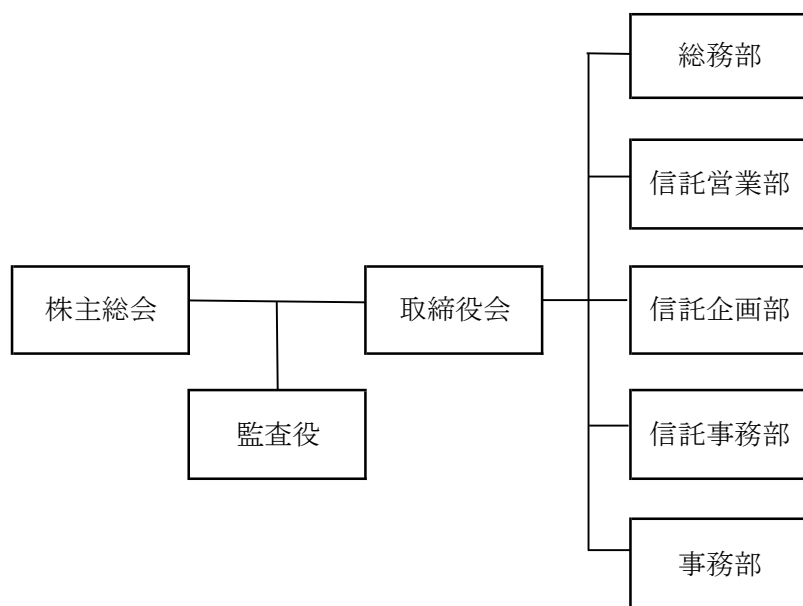 総務部
信託営業部
株主総会
取締役会
信託企画部
監査役
信託事務部
事務部